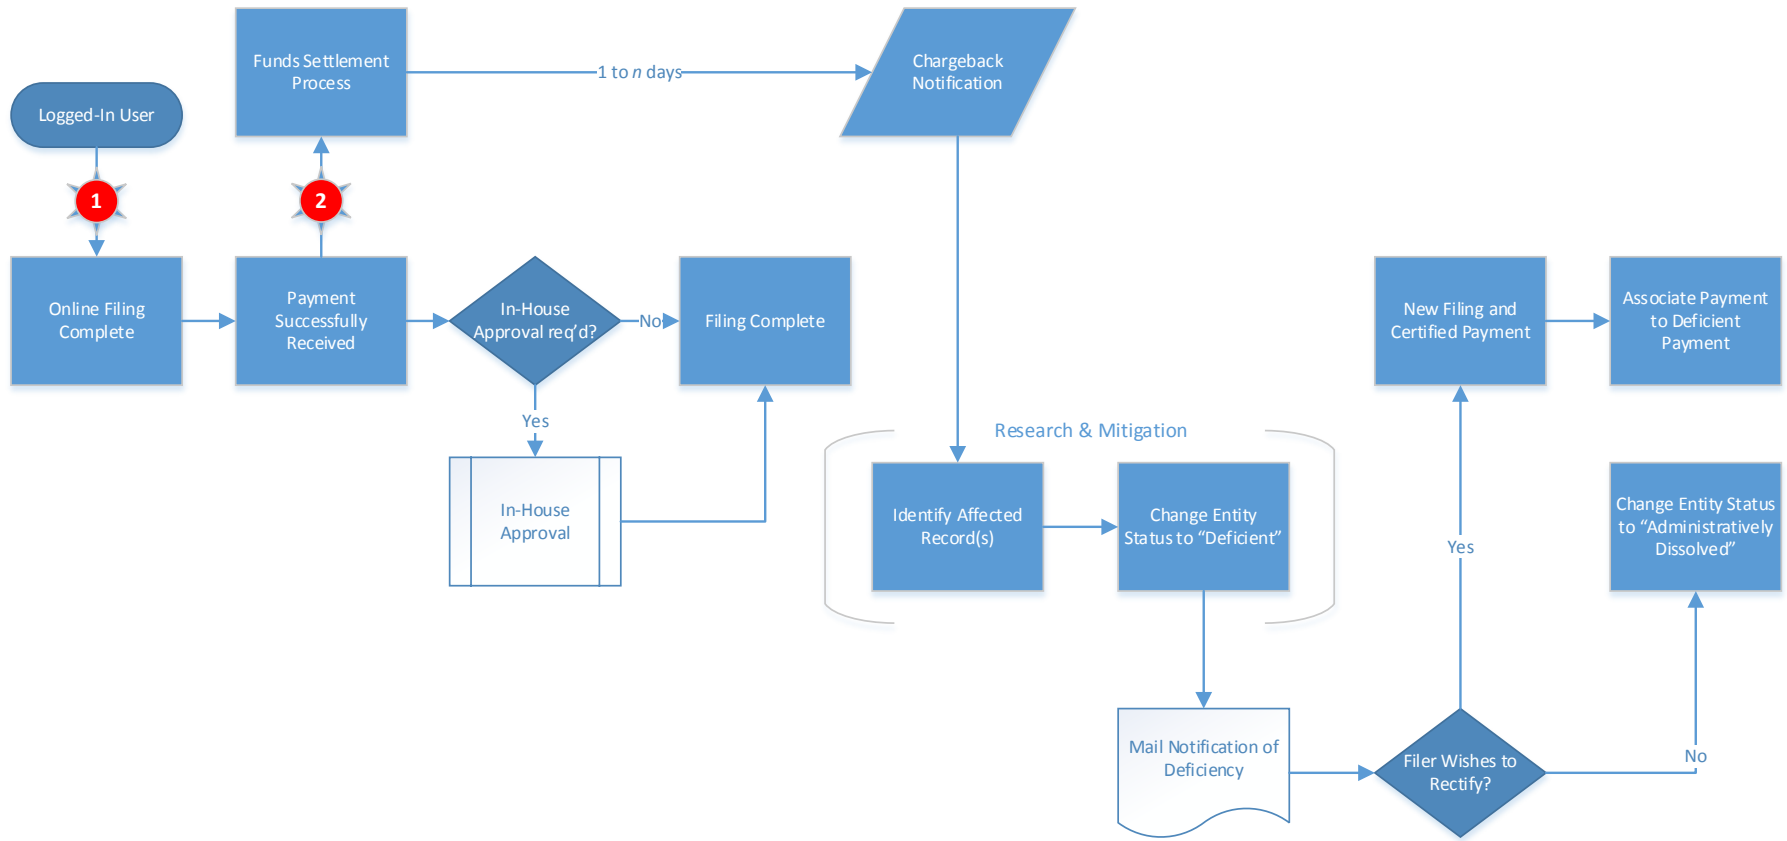 Funds Settlement
Process
1 to n days
Chargeback
Notification
Logged-In User
1
2
Online Filing
Complete
Payment
Successfully
Received
In-House
Approval req'd?
No
Filing Complete
New Filing and
Certified Payment
Associate Payment
to Deficient
Payment
Yes
Research & Mitigation
In-House
Approval
Identify Affected
Record(s)
Change Entity
Status to “Deficient”
Change Entity Status
to “Administratively
Dissolved”
Yes
Mail Notification of
Deficiency
Filer Wishes to
Rectify?
No